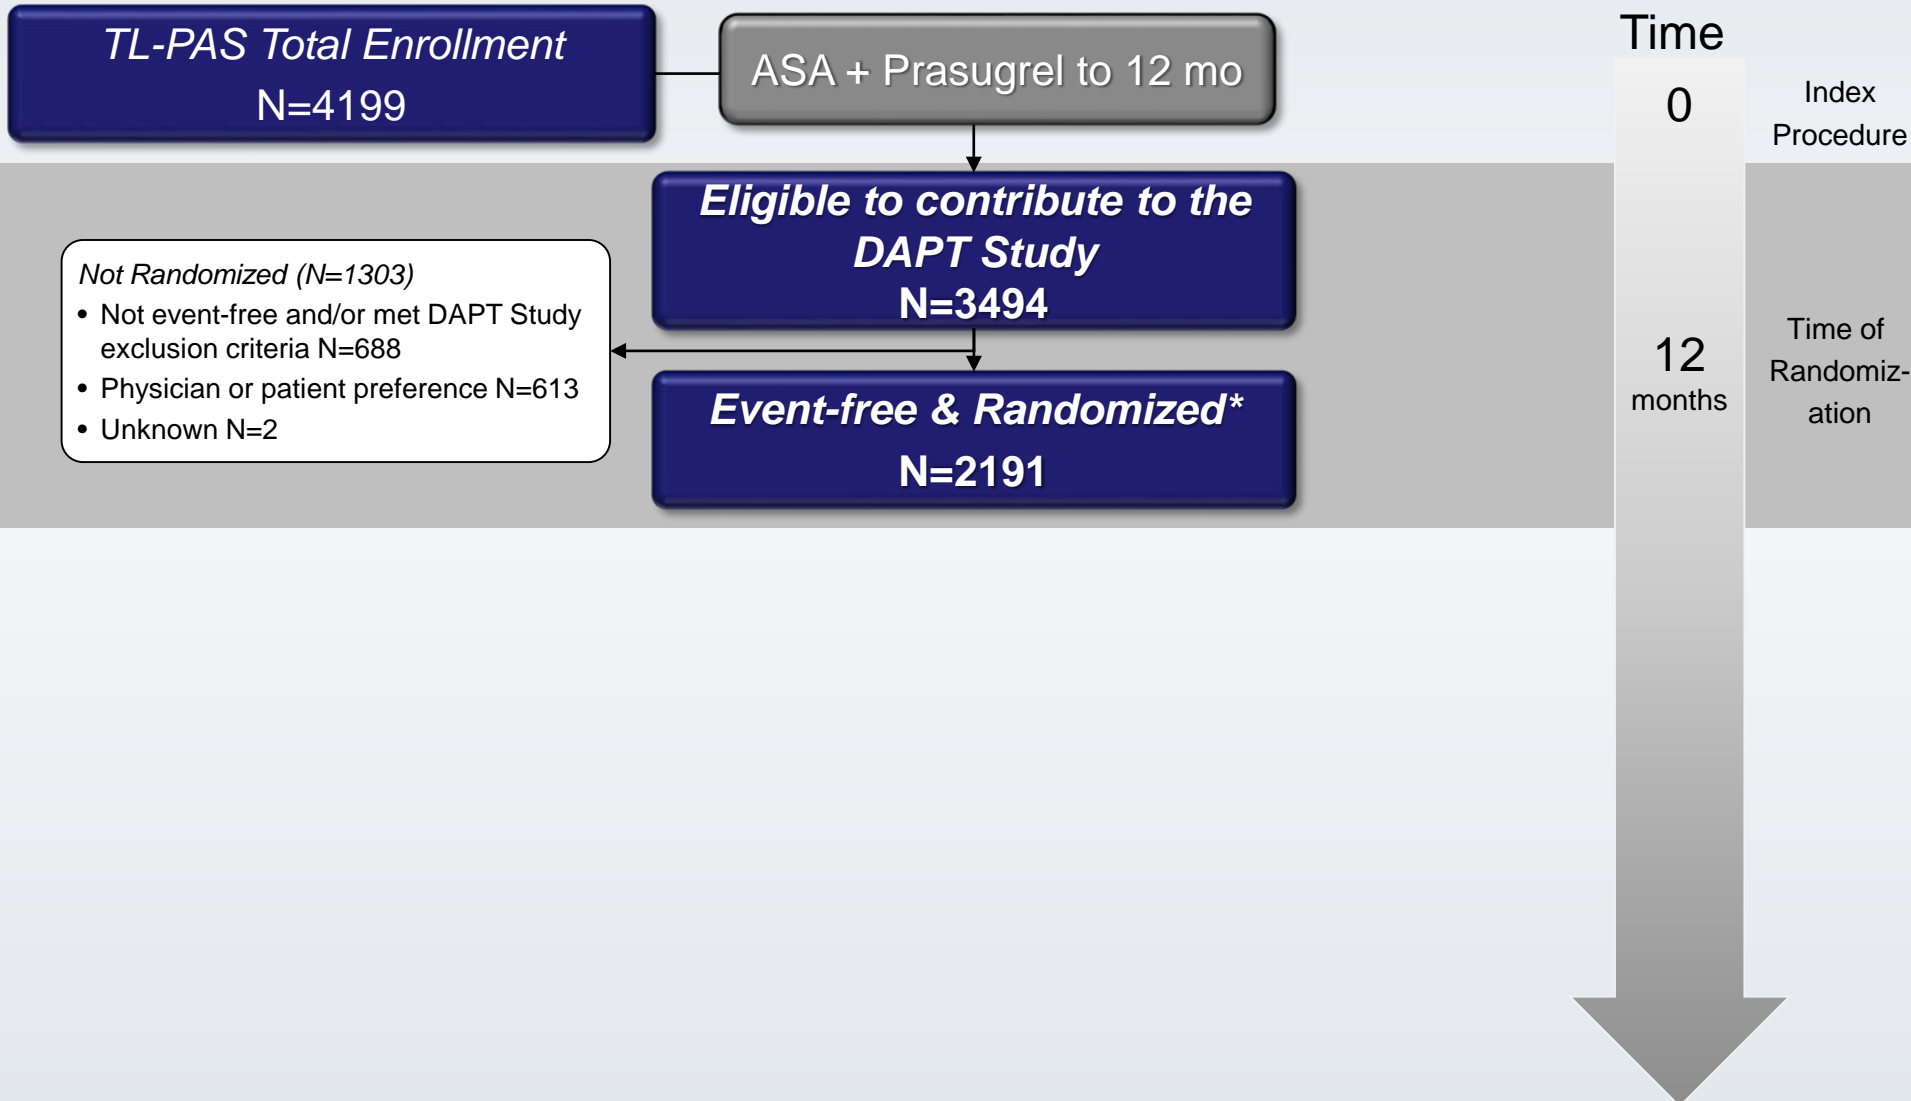 TL-PAS Total Enrollment
N=4199
ASA + Prasugrel to 12 mo
Time
0
Index
Procedure
Eligible to contribute to the
DAPT Study
N=3494
Not Randomized (N=1303)
• Not event-free and/or met DAPT Study
exclusion criteria N=688
• Physician or patient preference N=613
• Unknown N=2
Event-free & Randomized*
N=2191
12
months
Time of
Randomiz-
ation